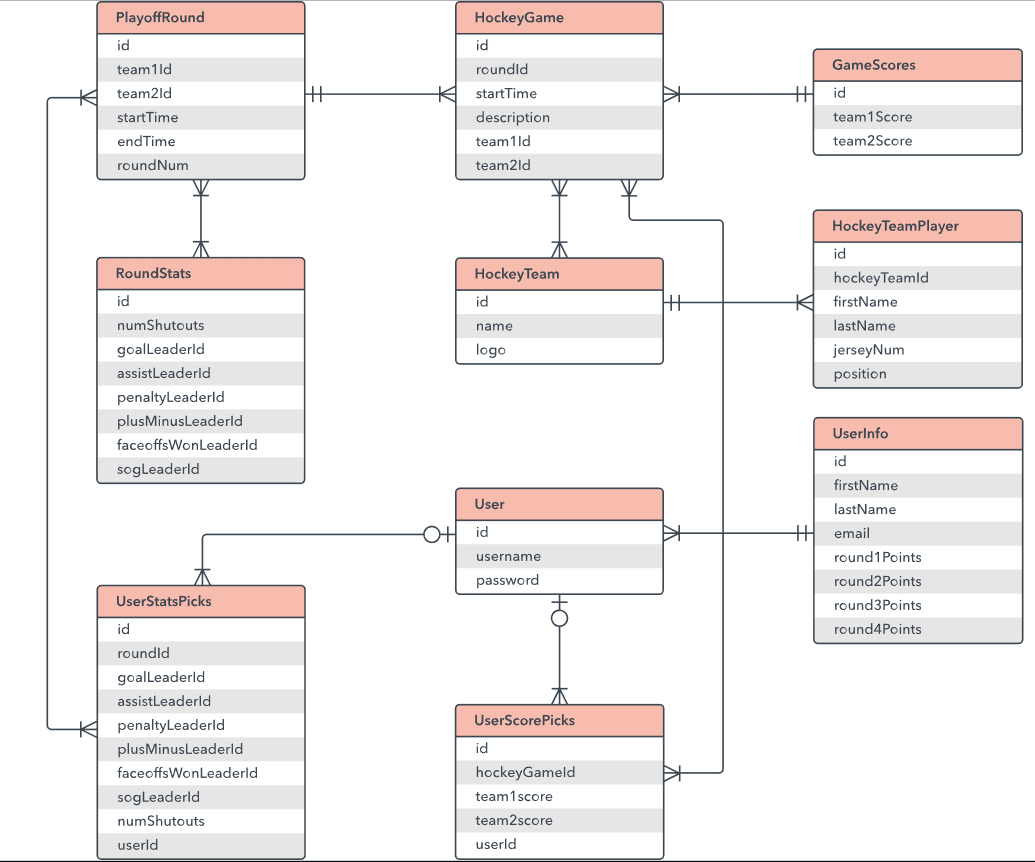 PlayoffRound
id
team1Id
team2Id
startTime
endTime
roundNum
HockeyGame
id
roundId
startTime
description
team1Id
team2Id
GameScores
id
team1Score
team2Score
RoundStats
id
numShutouts
goalLeaderId
assistLeaderId
penaltyLeaderId
plusMinusLeaderId
faceoffsWonLeaderId
sogLeaderId
HockeyTeam
id
name
logo
HockeyTeamPlayer
id
hockeyTeamId
firstName
lastName
jerseyNum
position
User
id
username
password
UserInfo
id
firstName
lastName
email
round1Points
round2Points
round3Points
round4Points
UserStatsPicks
id
roundId
goalLeaderId
assistLeaderId
penaltyLeaderId
plusMinusLeaderId
faceoffsWonLeaderId
sogLeaderId
numShutouts
userId
UserScorePicks
id
hockeyGameId
team1score
team2score
userId